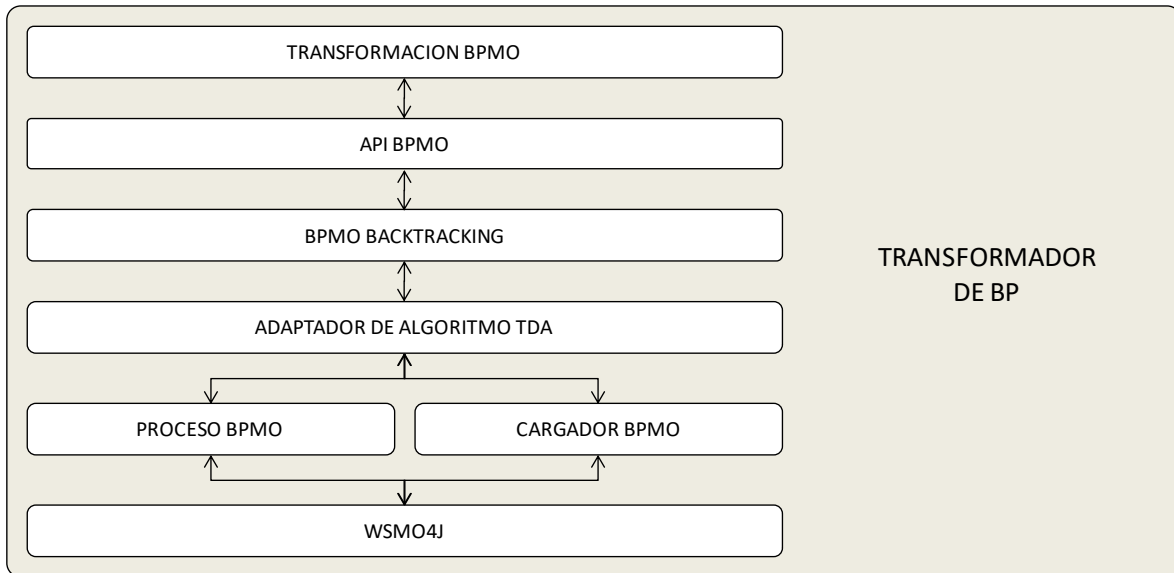 TRANSFORMACION BPMO
API BPMO
BPMO BACKTRACKING
ADAPTADOR DE ALGORITMO TDA
PROCESO BPMO
CARGADOR BPMO
WSMO4J
TRANSFORMADOR
DE BP